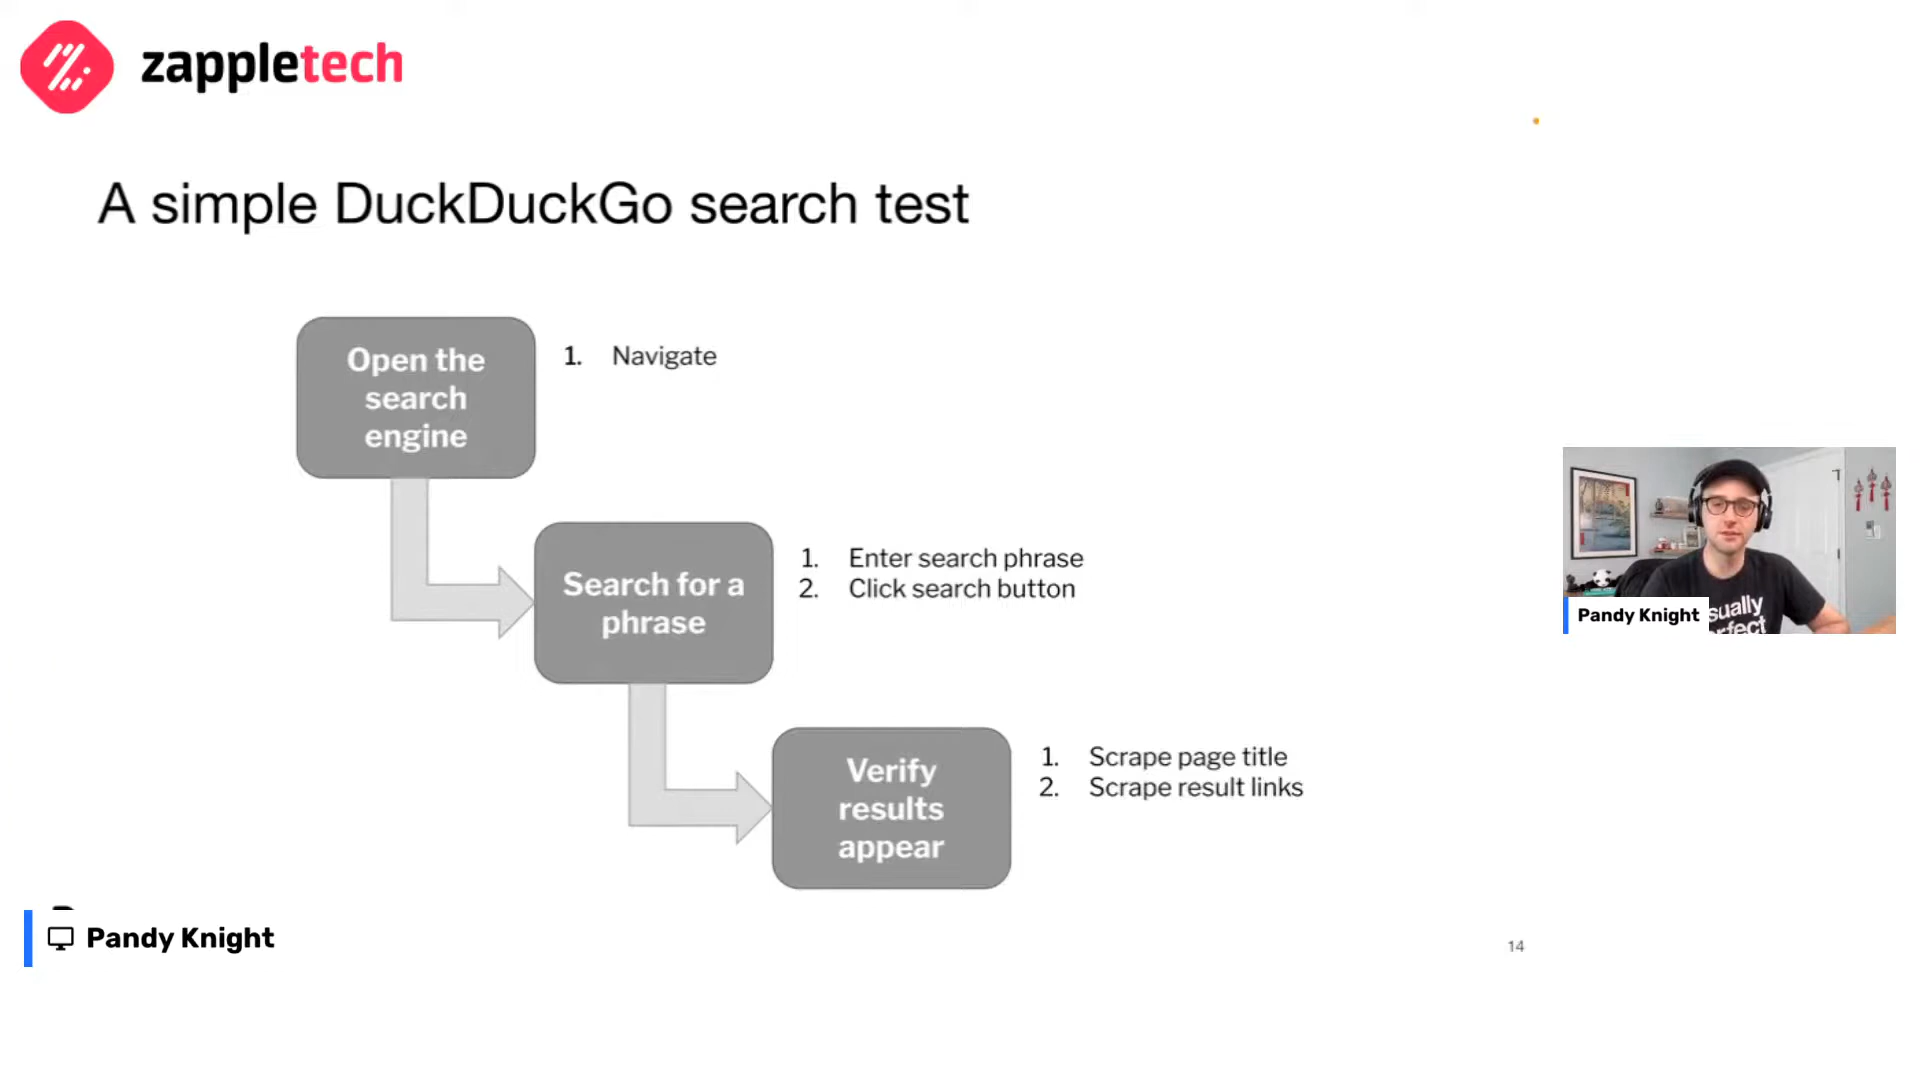 zappletech
A simple DuckDuckGo search test
Open the
search
engine
1. Navigate
Search for a
phrase
1. Enter search phrase
2. Click search button
Verify
results
appear
1. Scrape page title
2. Scrape result links
Pandy Knight
Pandy Knight
14